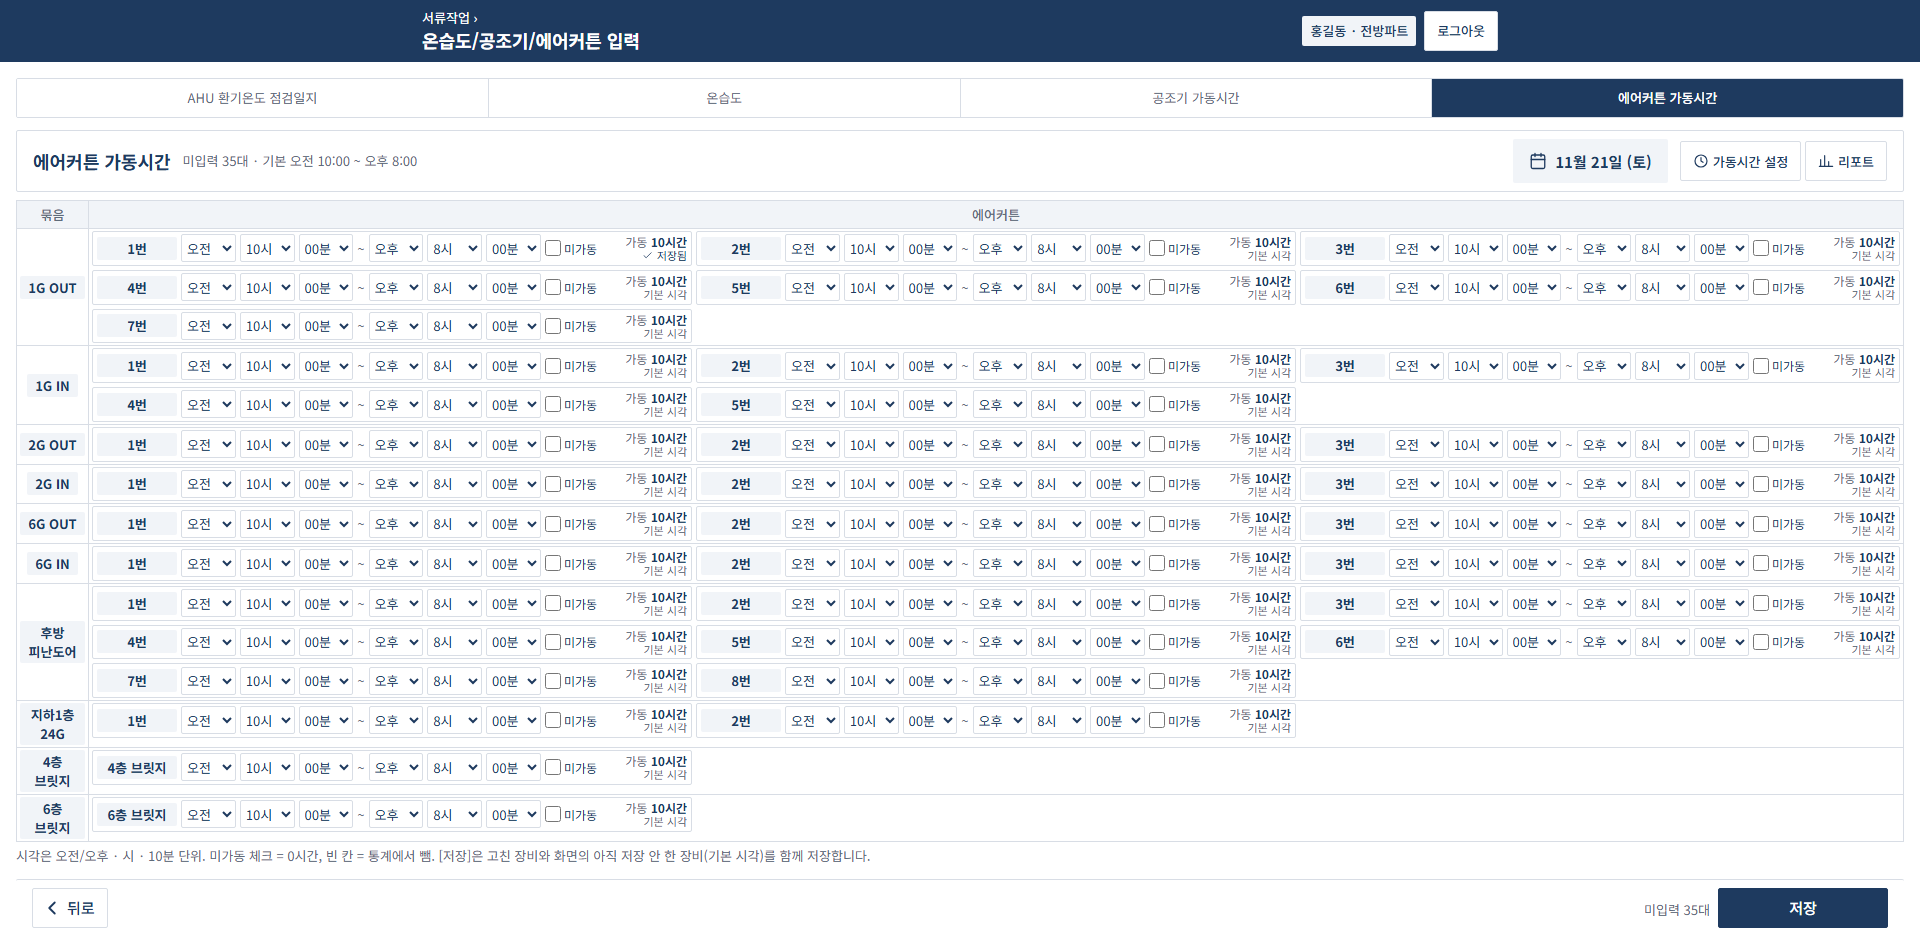 서류작업 ›
온습도/공조기/에어커튼 입력
홍길동 · 전방파트
로그아웃
AHU 환기온도 점검일지
온습도
공조기 가동시간
에어커튼 가동시간
에어커튼 가동시간 미입력 35대 · 기본 오전 10:00 ~ 오후 8:00
11월 21일 (토)
가동시간 설정
리포트
묶음 에어커튼
1G OUT
1번 오전 10시 00분 ~ 오후 8시 00분 미가동 가동 10시간 ✓ 저장됨
2번 오전 10시 00분 ~ 오후 8시 00분 미가동 가동 10시간 기본 시각
3번 오전 10시 00분 ~ 오후 8시 00분 미가동 가동 10시간 기본 시각
4번 오전 10시 00분 ~ 오후 8시 00분 미가동 가동 10시간 기본 시각
5번 오전 10시 00분 ~ 오후 8시 00분 미가동 가동 10시간 기본 시각
6번 오전 10시 00분 ~ 오후 8시 00분 미가동 가동 10시간 기본 시각
7번 오전 10시 00분 ~ 오후 8시 00분 미가동 가동 10시간 기본 시각
1G IN
1번 오전 10시 00분 ~ 오후 8시 00분 미가동 가동 10시간 기본 시각
2번 오전 10시 00분 ~ 오후 8시 00분 미가동 가동 10시간 기본 시각
3번 오전 10시 00분 ~ 오후 8시 00분 미가동 가동 10시간 기본 시각
4번 오전 10시 00분 ~ 오후 8시 00분 미가동 가동 10시간 기본 시각
5번 오전 10시 00분 ~ 오후 8시 00분 미가동 가동 10시간 기본 시각
2G OUT
1번 오전 10시 00분 ~ 오후 8시 00분 미가동 가동 10시간 기본 시각
2번 오전 10시 00분 ~ 오후 8시 00분 미가동 가동 10시간 기본 시각
3번 오전 10시 00분 ~ 오후 8시 00분 미가동 가동 10시간 기본 시각
2G IN
1번 오전 10시 00분 ~ 오후 8시 00분 미가동 가동 10시간 기본 시각
2번 오전 10시 00분 ~ 오후 8시 00분 미가동 가동 10시간 기본 시각
3번 오전 10시 00분 ~ 오후 8시 00분 미가동 가동 10시간 기본 시각
6G OUT
1번 오전 10시 00분 ~ 오후 8시 00분 미가동 가동 10시간 기본 시각
2번 오전 10시 00분 ~ 오후 8시 00분 미가동 가동 10시간 기본 시각
3번 오전 10시 00분 ~ 오후 8시 00분 미가동 가동 10시간 기본 시각
6G IN
1번 오전 10시 00분 ~ 오후 8시 00분 미가동 가동 10시간 기본 시각
2번 오전 10시 00분 ~ 오후 8시 00분 미가동 가동 10시간 기본 시각
3번 오전 10시 00분 ~ 오후 8시 00분 미가동 가동 10시간 기본 시각
후방
피난도어
1번 오전 10시 00분 ~ 오후 8시 00분 미가동 가동 10시간 기본 시각
2번 오전 10시 00분 ~ 오후 8시 00분 미가동 가동 10시간 기본 시각
3번 오전 10시 00분 ~ 오후 8시 00분 미가동 가동 10시간 기본 시각
4번 오전 10시 00분 ~ 오후 8시 00분 미가동 가동 10시간 기본 시각
5번 오전 10시 00분 ~ 오후 8시 00분 미가동 가동 10시간 기본 시각
6번 오전 10시 00분 ~ 오후 8시 00분 미가동 가동 10시간 기본 시각
7번 오전 10시 00분 ~ 오후 8시 00분 미가동 가동 10시간 기본 시각
8번 오전 10시 00분 ~ 오후 8시 00분 미가동 가동 10시간 기본 시각
지하1층
24G
1번 오전 10시 00분 ~ 오후 8시 00분 미가동 가동 10시간 기본 시각
2번 오전 10시 00분 ~ 오후 8시 00분 미가동 가동 10시간 기본 시각
4층
브릿지
4층 브릿지 오전 10시 00분 ~ 오후 8시 00분 미가동 가동 10시간 기본 시각
6층
브릿지
6층 브릿지 오전 10시 00분 ~ 오후 8시 00분 미가동 가동 10시간 기본 시각
시각은 오전/오후 · 시 · 10분 단위. 미가동 체크 = 0시간, 빈 칸 = 통계에서 뺌. [저장]은 고친 장비와 화면의 아직 저장 안 한 장비(기본 시각)를 함께 저장합니다.
뒤로
미입력 35대
저장